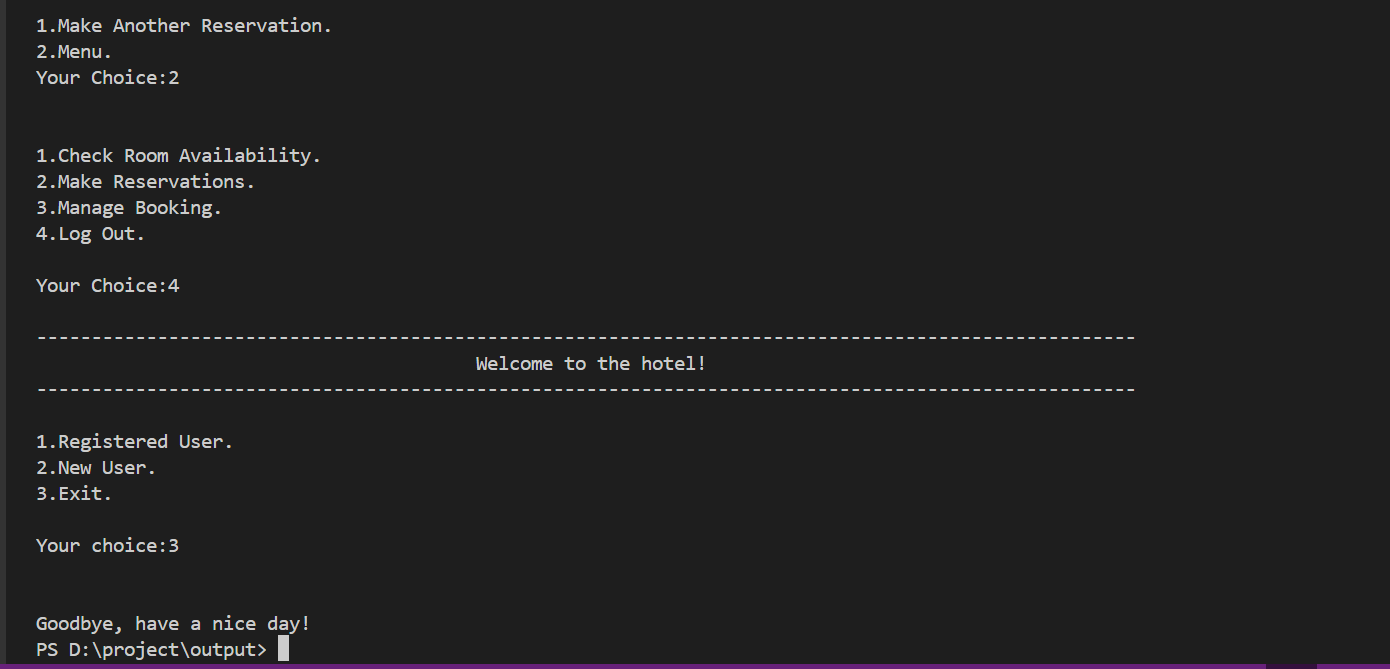 1.Make Another Reservation.
2.Menu.
Your Choice:2
1.Check Room Availability.
2.Make Reservations.
3.Manage Booking.
4.Log Out.
Your Choice:4
----------------------------------------------------------------------------------------------------
Welcome to the hotel!
----------------------------------------------------------------------------------------------------
1.Registered User.
2.New User.
3.Exit.
Your choice:3
Goodbye, have a nice day!
PS D:\project\output>